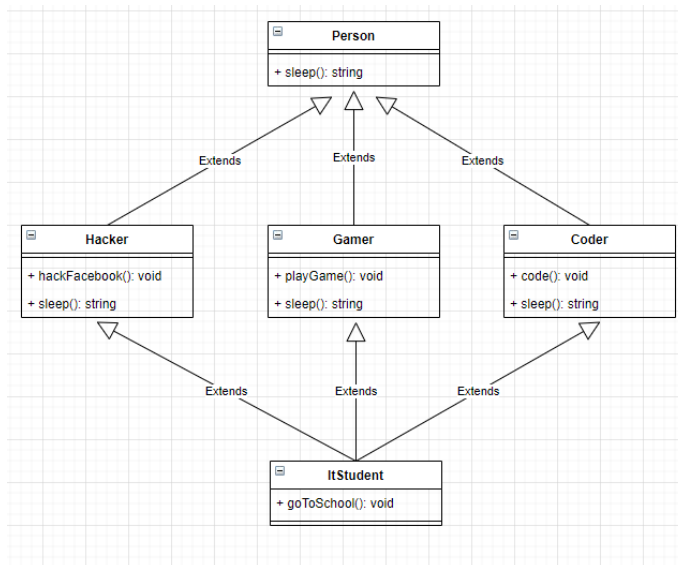 Person
+ sleep(): string
Extends
Extends
Extends
Hacker
+ hackFacebook(): void
+ sleep(): string
Gamer
+ playGame(): void
+ sleep(): string
Coder
+ code(): void
+ sleep(): string
Extends
Extends
Extends
ItStudent
+ goToSchool(): void